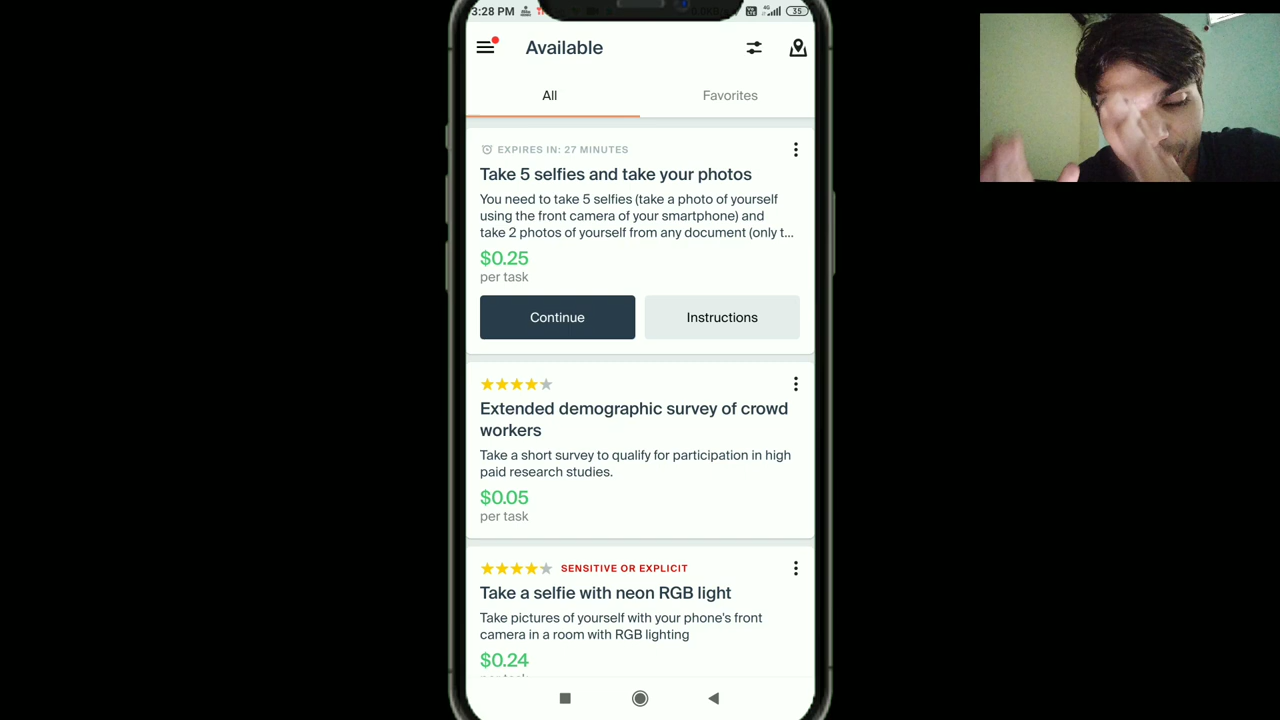 3:28 PM
35
Available
All
Favorites
EXPIRES IN: 27 MINUTES
Take 5 selfies and take your photos
You need to take 5 selfies (take a photo of yourself
using the front camera of your smartphone) and
take 2 photos of yourself from any document (only t...
$0.25
per task
Continue
Instructions
Extended demographic survey of crowd
workers
Take a short survey to qualify for participation in high
paid research studies.
$0.05
per task
SENSITIVE OR EXPLICIT
Take a selfie with neon RGB light
Take pictures of yourself with your phone's front
camera in a room with RGB lighting
$0.24